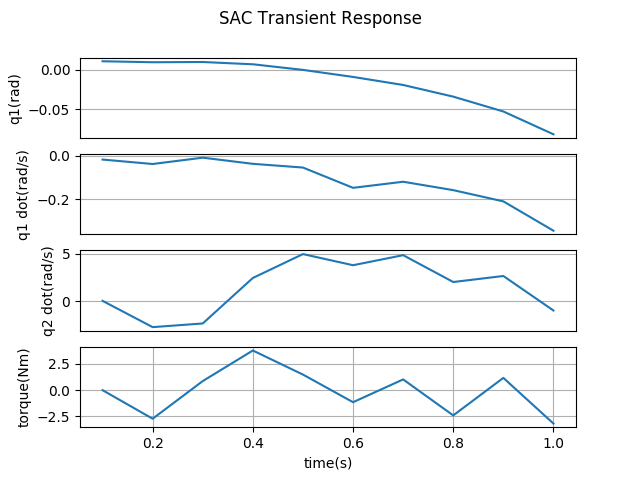 SAC Transient Response
0.00
−0.05
q1(rad)
0.0
−0.2
q1 dot(rad/s)
5
0
q2 dot(rad/s)
2.5
0.0
−2.5
torque(Nm)
0.2 0.4 0.6 0.8 1.0
time(s)